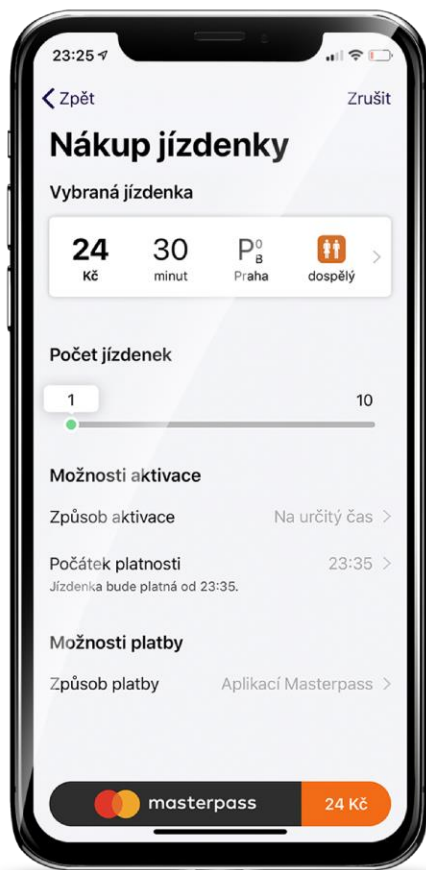 23:25
Zpět Zrušit
Nákup jízdenky
Vybraná jízdenka
24 30 P⁰B
Kč minut Praha dospělý
Počet jízdenek
1 10
Možnosti aktivace
Způsob aktivace Na určitý čas
Počátek platnosti 23:35
Jízdenka bude platná od 23:35.
Možnosti platby
Způsob platby Aplikací Masterpass
masterpass 24 Kč